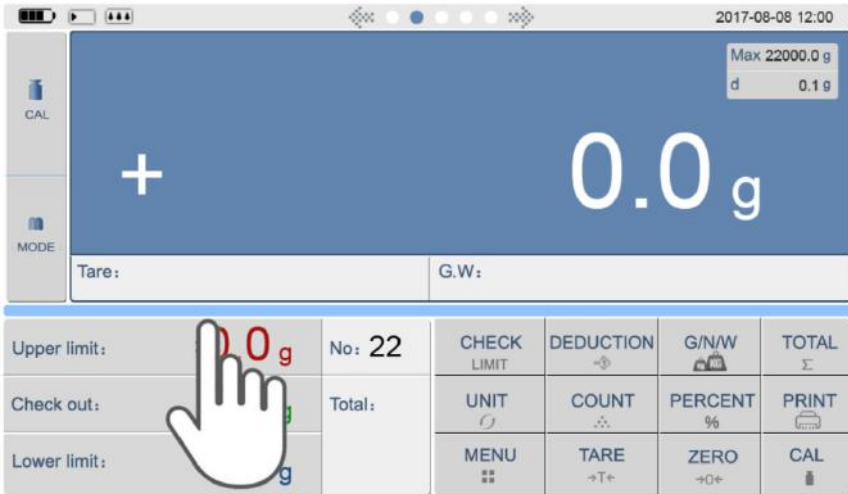 2017-08-08 12:00
Max 22000.0 g
d 0.1 g
CAL
+ 0.0 g
MODE
Tare:
G.W:
Upper limit: 0.0 g
No: 22
CHECK
LIMIT
DEDUCTION
G/N/W
TOTAL
Σ
Check out: g
Total:
UNIT
COUNT
PERCENT
%
PRINT
Lower limit: g
MENU
TARE
→T←
ZERO
→0←
CAL